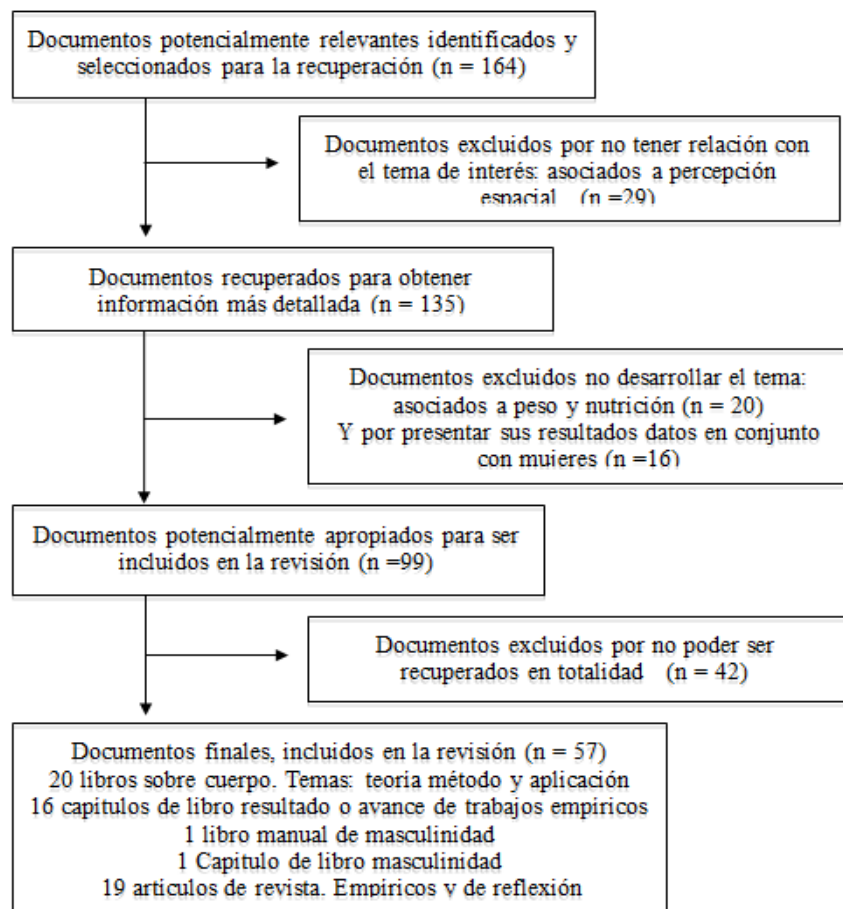 Documentos potencialmente relevantes identificados y
seleccionados para la recuperación (n = 164)
Documentos excluidos por no tener relación con
el tema de interés: asociados a percepción
espacial (n =29)
Documentos recuperados para obtener
información más detallada (n = 135)
Documentos excluidos no desarrollar el tema:
asociados a peso y nutrición (n = 20)
Y por presentar sus resultados datos en conjunto
con mujeres (n =16)
Documentos potencialmente apropiados para ser
incluidos en la revisión (n =99)
Documentos excluidos por no poder ser
recuperados en totalidad (n = 42)
Documentos finales, incluidos en la revisión (n = 57)
20 libros sobre cuerpo. Temas: teoría método y aplicación
16 capitulos de libro resultado o avance de trabajos empíricos
1 libro manual de masculinidad
1 Capitulo de libro masculinidad
19 artículos de revista. Empíricos y de reflexión